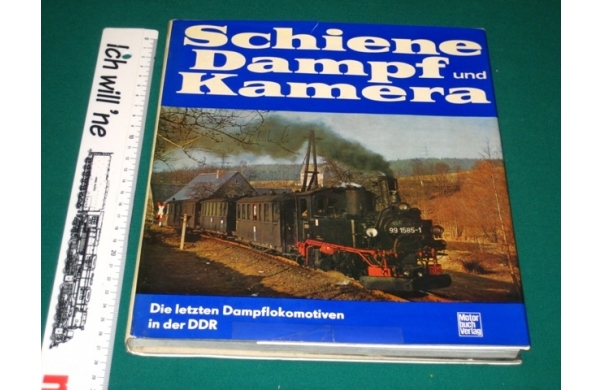 Schiene
Dampf und
Kamera
99 1585-1
Die letzten Dampflokomotiven
in der DDR
Motor
buch
Verlag
Ich will 'ne